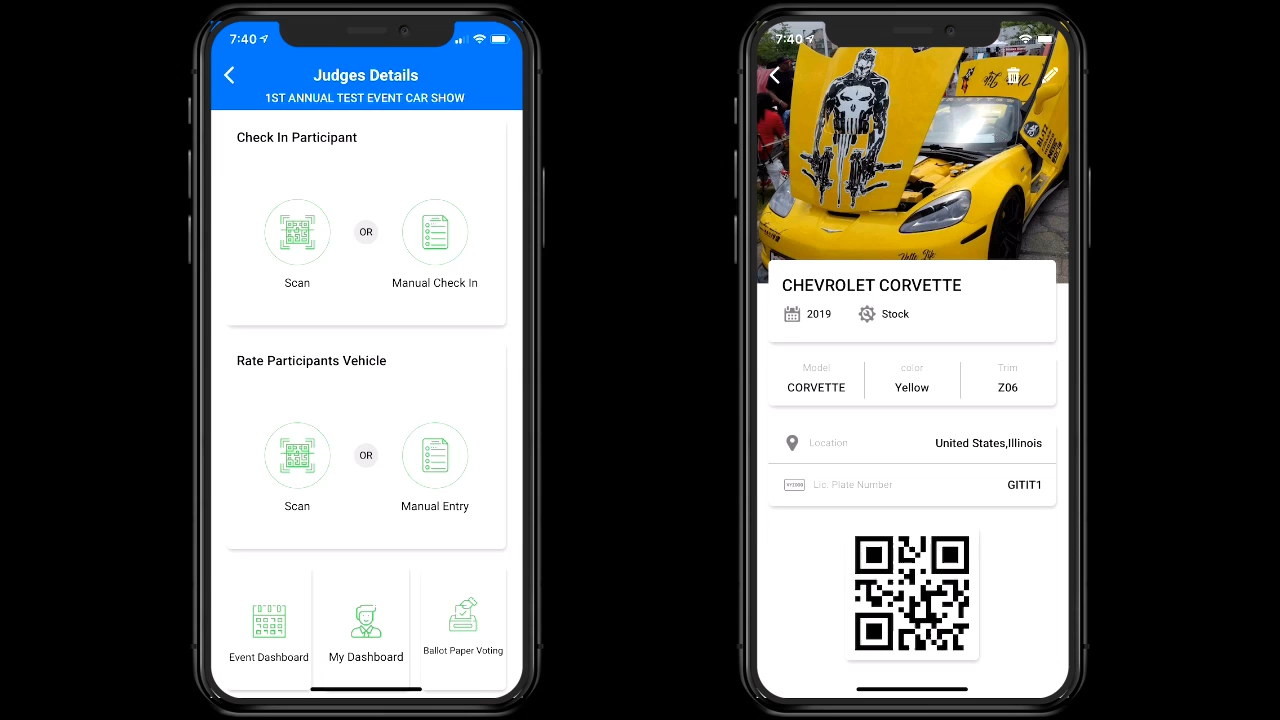 7:40
Judges Details
1ST ANNUAL TEST EVENT CAR SHOW
Check In Participant
OR
Scan
Manual Check In
Rate Participants Vehicle
OR
Scan
Manual Entry
Event Dashboard
My Dashboard
Ballot Paper Voting
7:40
CHEVROLET CORVETTE
2019
Stock
Model
color
Trim
CORVETTE
Yellow
Z06
Location
United States,Illinois
Lic. Plate Number
GITIT1